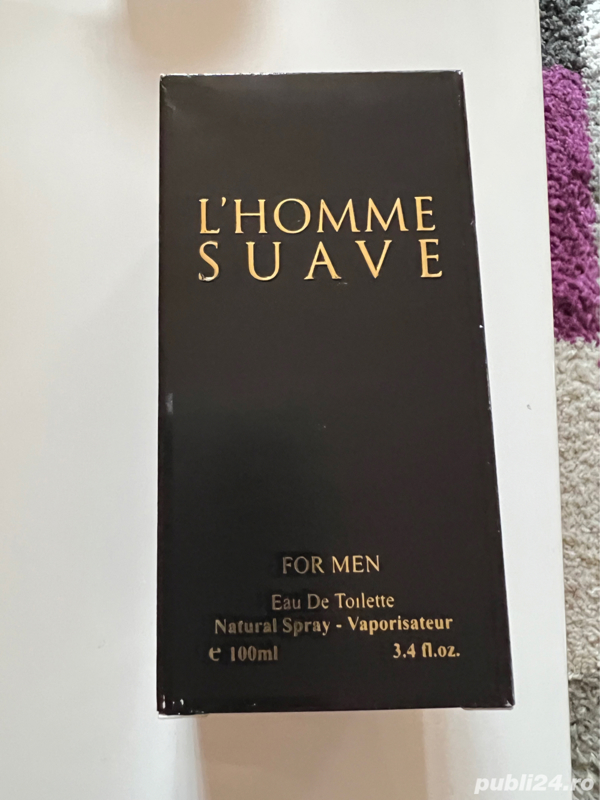 L'HOMME
SUAVE
FOR MEN
Eau De Toilette
Natural Spray - Vaporisateur
℮ 100ml 3.4 fl.oz.
publi24.ro